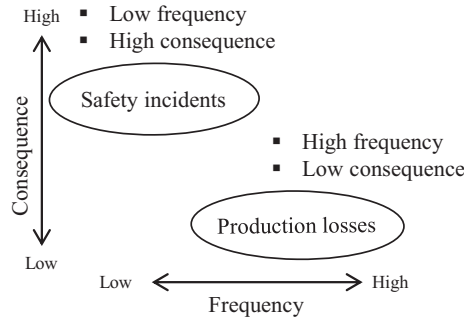 High
▪ Low frequency
▪ High consequence
Safety incidents
Consequence
▪ High frequency
▪ Low consequence
Production losses
Low
Low
High
Frequency